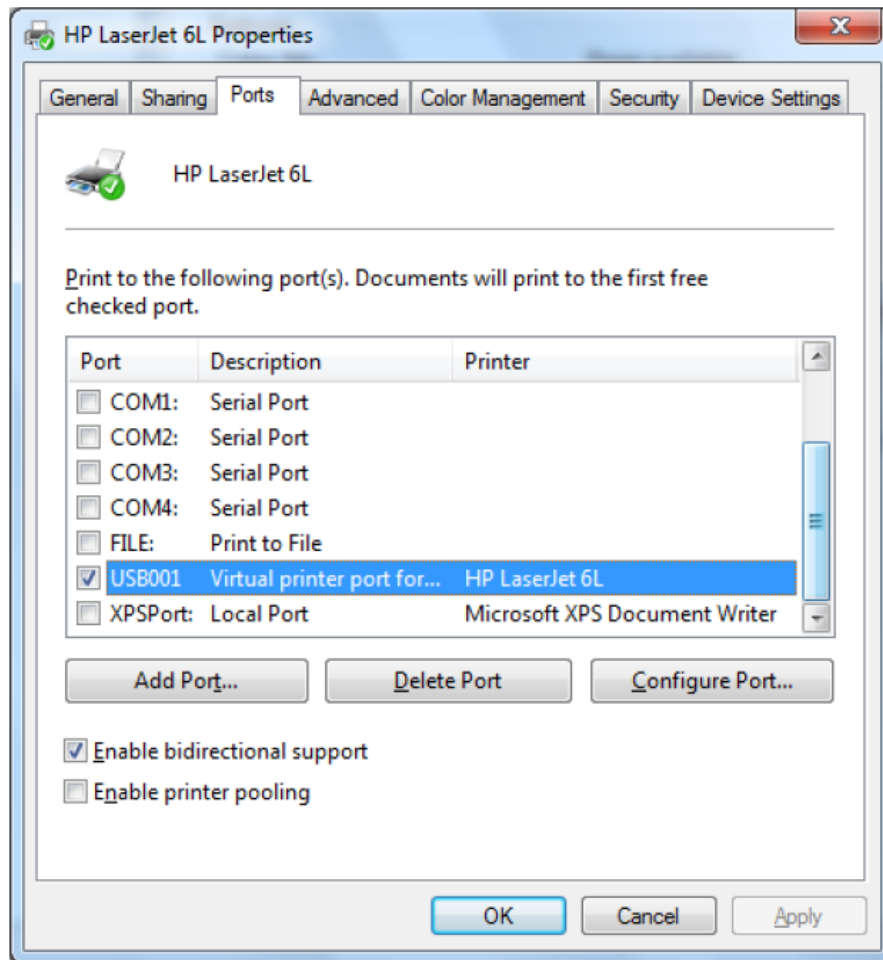 HP LaserJet 6L Properties
General Sharing Ports Advanced Color Management Security Device Settings
HP LaserJet 6L
Print to the following port(s). Documents will print to the first free
checked port.
Port Description Printer
COM1: Serial Port
COM2: Serial Port
COM3: Serial Port
COM4: Serial Port
FILE: Print to File
USB001 Virtual printer port for... HP LaserJet 6L
XPSPort: Local Port Microsoft XPS Document Writer
Add Port... Delete Port Configure Port...
Enable bidirectional support
Enable printer pooling
OK Cancel Apply